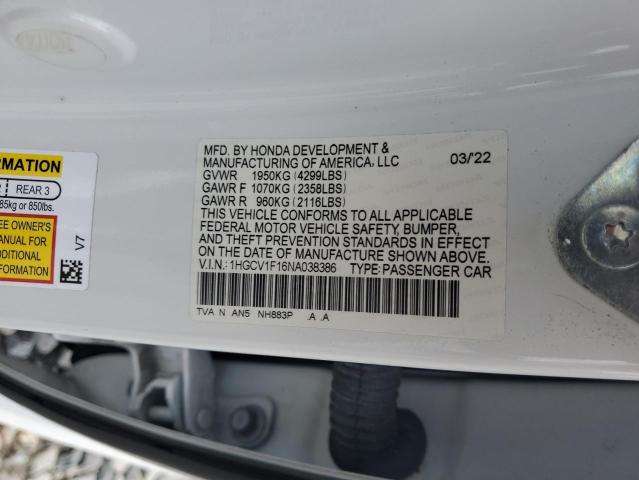 MFD. BY HONDA DEVELOPMENT &
MANUFACTURING OF AMERICA, LLC 03/'22
GVWR 1950KG (4299LBS)
GAWR F 1070KG (2358LBS)
GAWR R 960KG (2116LBS)
THIS VEHICLE CONFORMS TO ALL APPLICABLE
FEDERAL MOTOR VEHICLE SAFETY, BUMPER,
AND THEFT PREVENTION STANDARDS IN EFFECT
ON THE DATE OF MANUFACTURE SHOWN ABOVE.
V.I.N.: 1HGCV1F16NA038386 TYPE: PASSENGER CAR
TVA N AN5 NH883P .A .A
RMATION
2 REAR 3
85kg or 850lbs.
EE OWNER'S
ANUAL FOR
DDITIONAL
FORMATION
V7